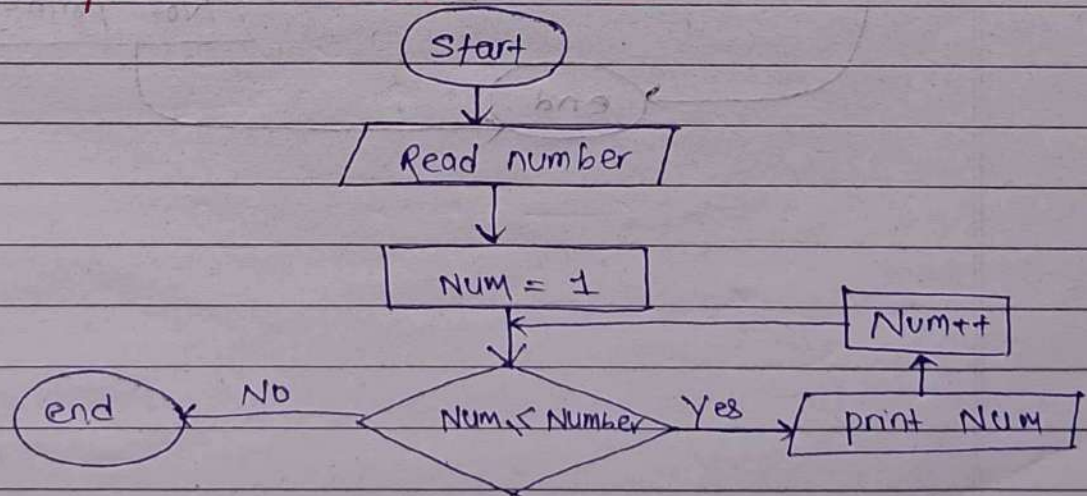 Start
Read number
Num = 1
Num++
end
No
Num < Number
Yes
print Num